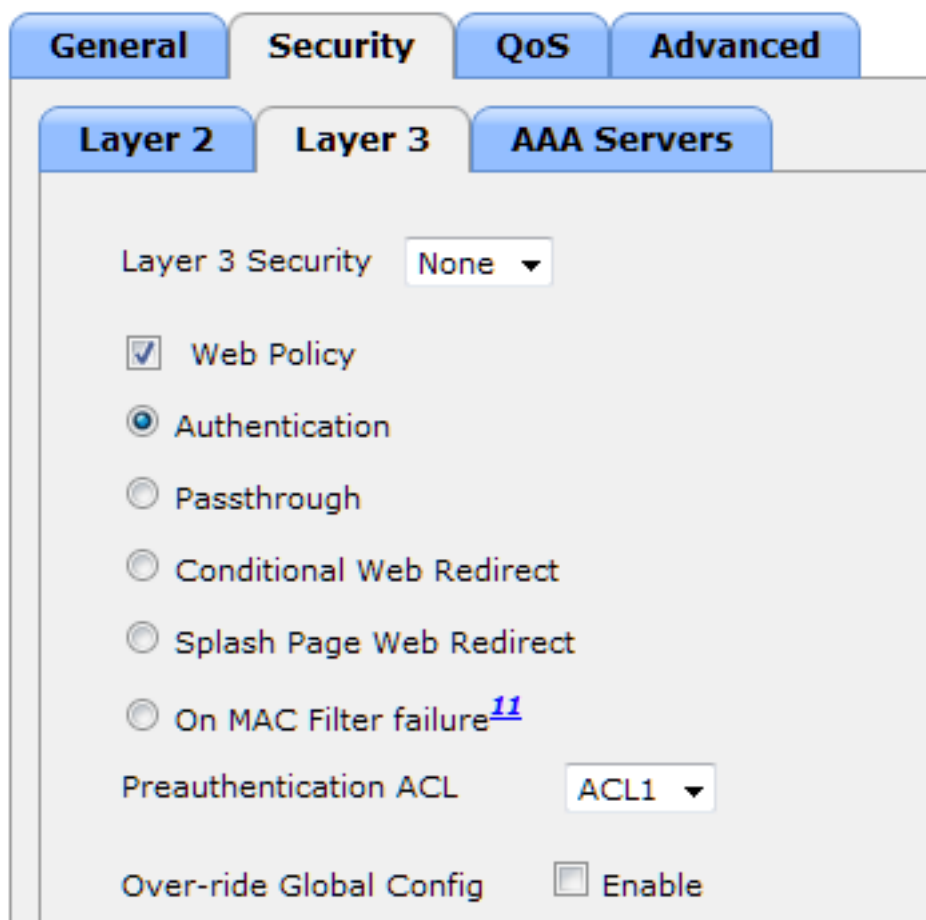 General Security QoS Advanced
Layer 2 Layer 3 AAA Servers
Layer 3 Security None
Web Policy
Authentication
Passthrough
Conditional Web Redirect
Splash Page Web Redirect
On MAC Filter failure11
Preauthentication ACL ACL1
Over-ride Global Config Enable